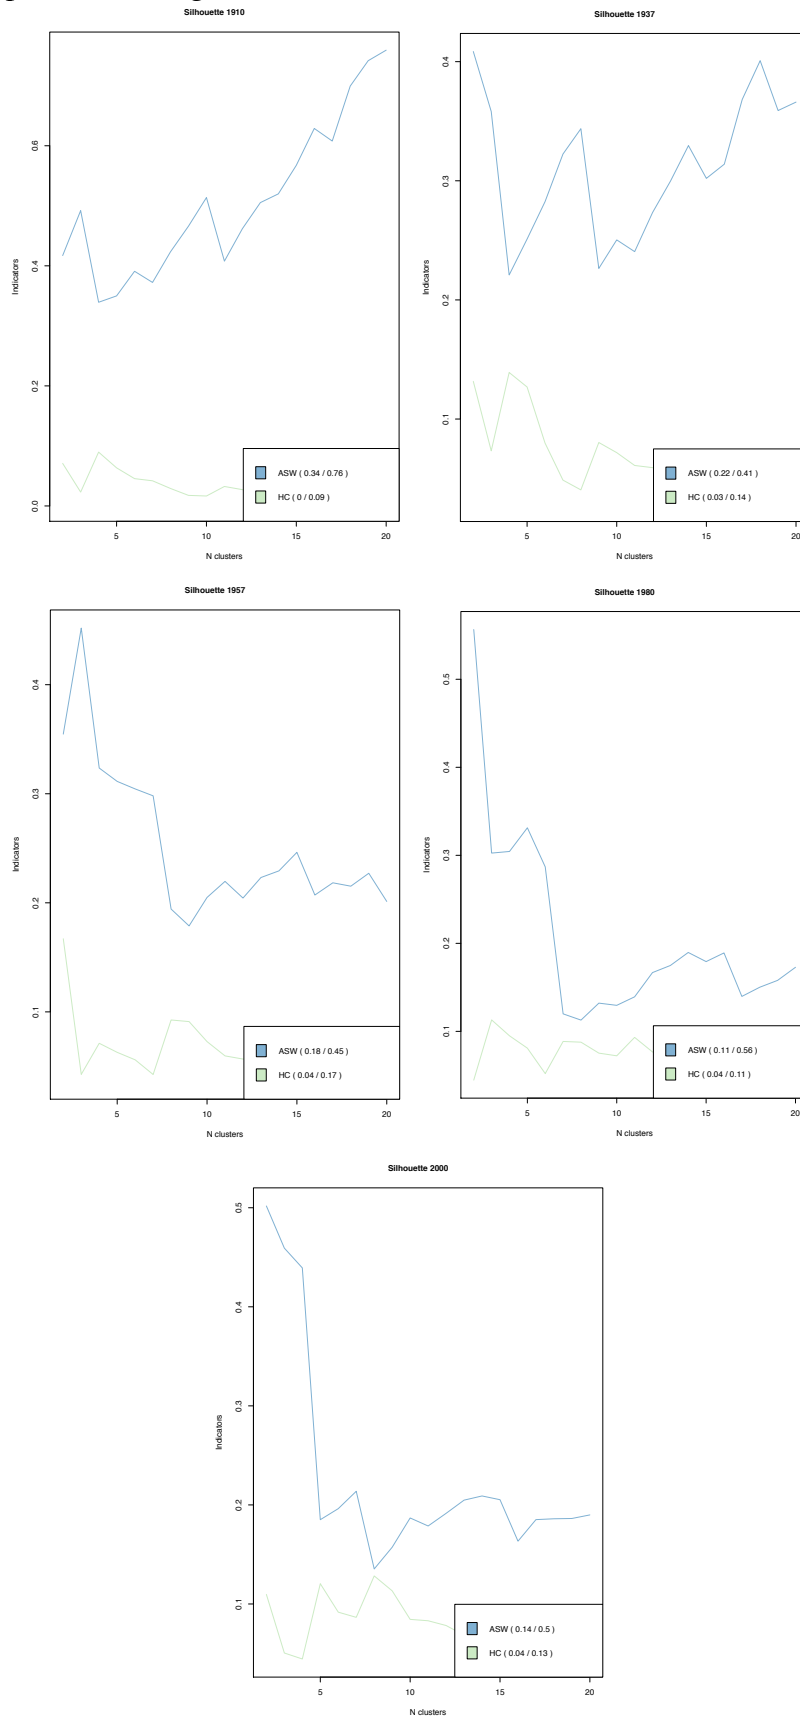 Silhouette 1910
Indicators
0.0
0.2
0.4
0.6
5 10 15 20
N clusters
ASW ( 0.34 / 0.76 )
HC ( 0 / 0.09 )
Silhouette 1937
Indicators
0.1
0.2
0.3
0.4
5 10 15 20
N clusters
ASW ( 0.22 / 0.41 )
HC ( 0.03 / 0.14 )
Silhouette 1957
Indicators
0.1
0.2
0.3
0.4
5 10 15 20
N clusters
ASW ( 0.18 / 0.45 )
HC ( 0.04 / 0.17 )
Silhouette 1980
Indicators
0.1
0.2
0.3
0.4
0.5
5 10 15 20
N clusters
ASW ( 0.11 / 0.56 )
HC ( 0.04 / 0.11 )
Silhouette 2000
Indicators
0.1
0.2
0.3
0.4
0.5
5 10 15 20
N clusters
ASW ( 0.14 / 0.5 )
HC ( 0.04 / 0.13 )